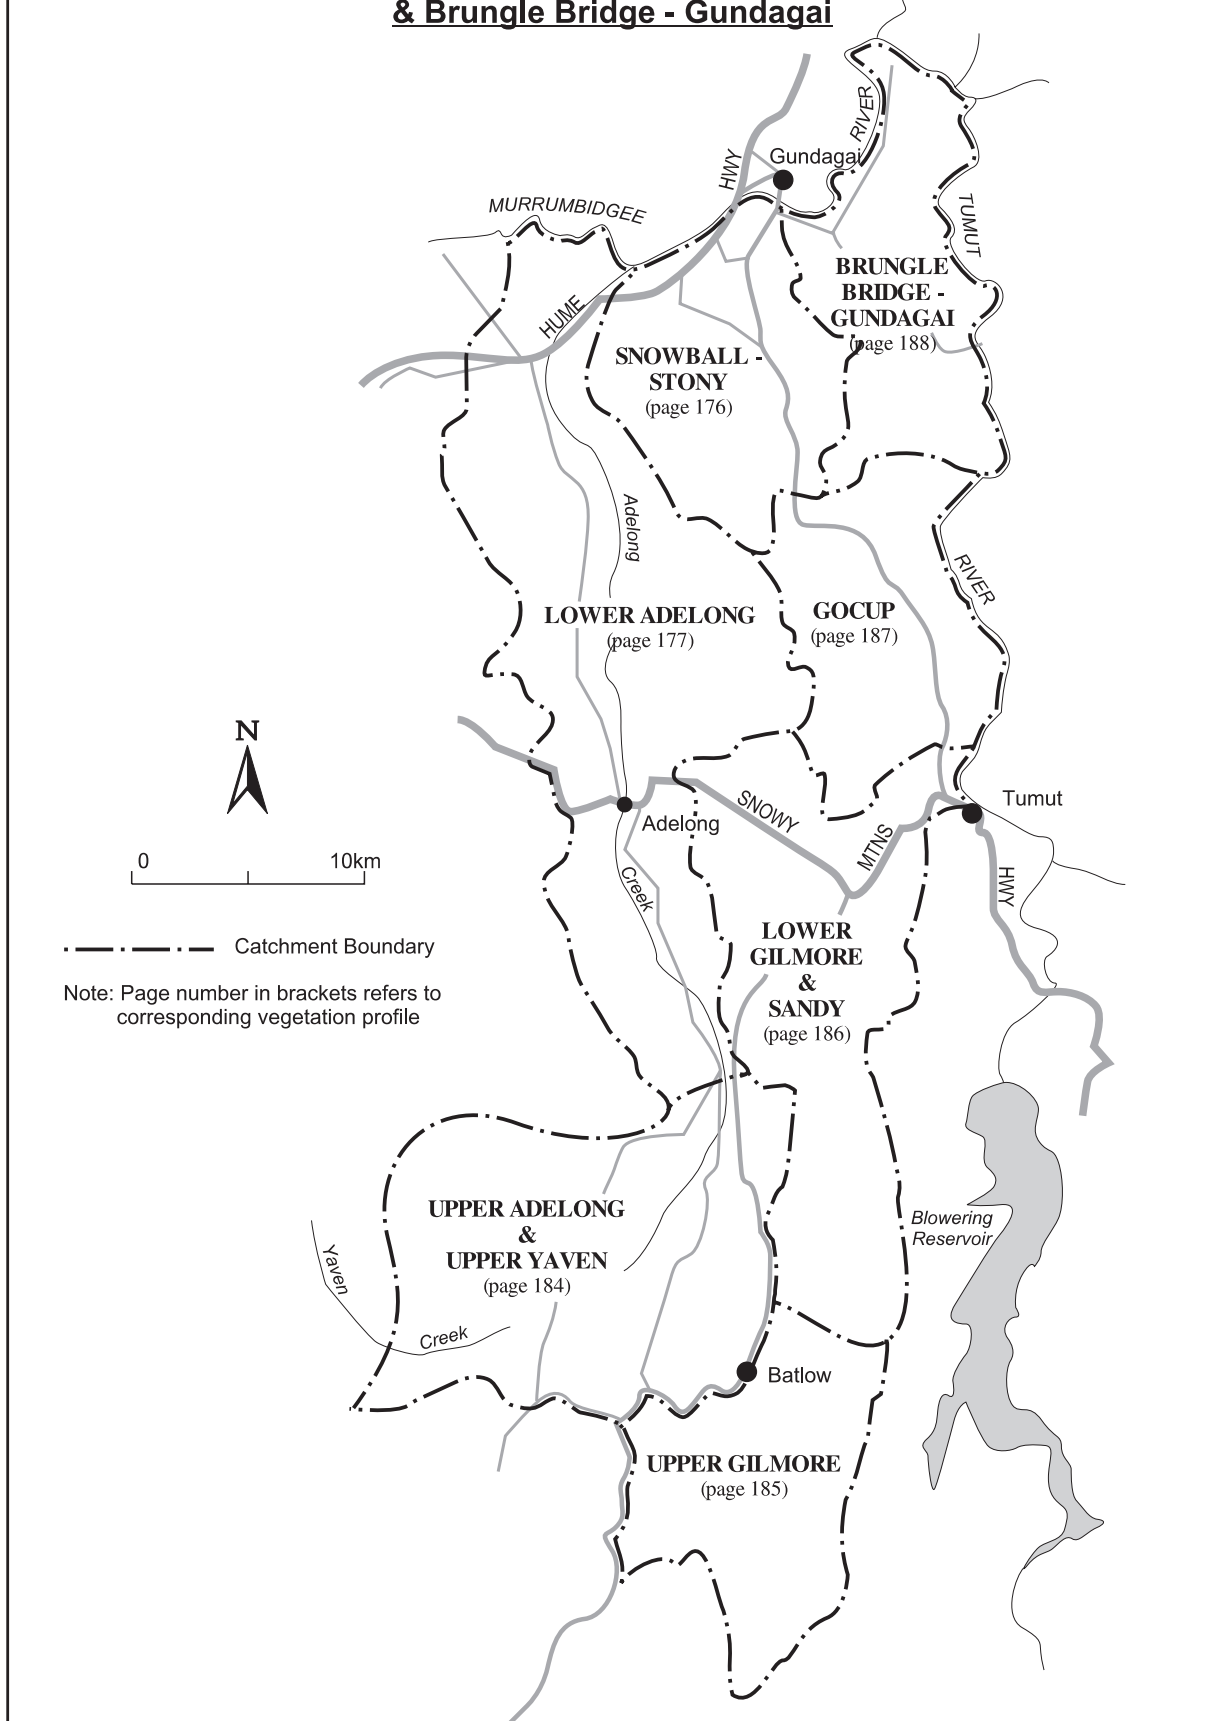 & Brungle Bridge - Gundagai
RIVER
HWY
Gundagai
MURRUMBIDGEE
TUMUT
BRUNGLE
BRIDGE -
GUNDAGAI
(page 188)
HUME
SNOWBALL -
STONY
(page 176)
Adelong
RIVER
LOWER ADELONG
(page 177)
GOCUP
(page 187)
N
SNOWY
Tumut
Adelong
MTNS
0 10km
Creek
HWY
LOWER
GILMORE
&
SANDY
(page 186)
Catchment Boundary
Note: Page number in brackets refers to
corresponding vegetation profile
UPPER ADELONG
&
UPPER YAVEN
(page 184)
Blowering
Reservoir
Yaven
Creek
Batlow
UPPER GILMORE
(page 185)